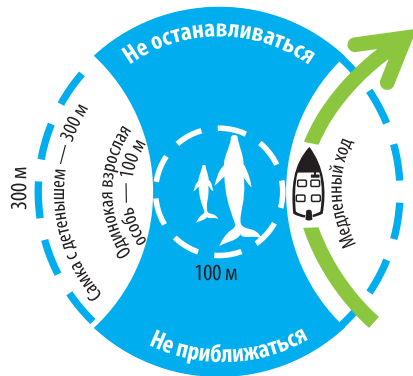 Не останавливаться
300 м
Самка с детенышем — 300 м
Одинокая взрослая
особь — 100 м
Медленный ход
100 м
Не приближаться